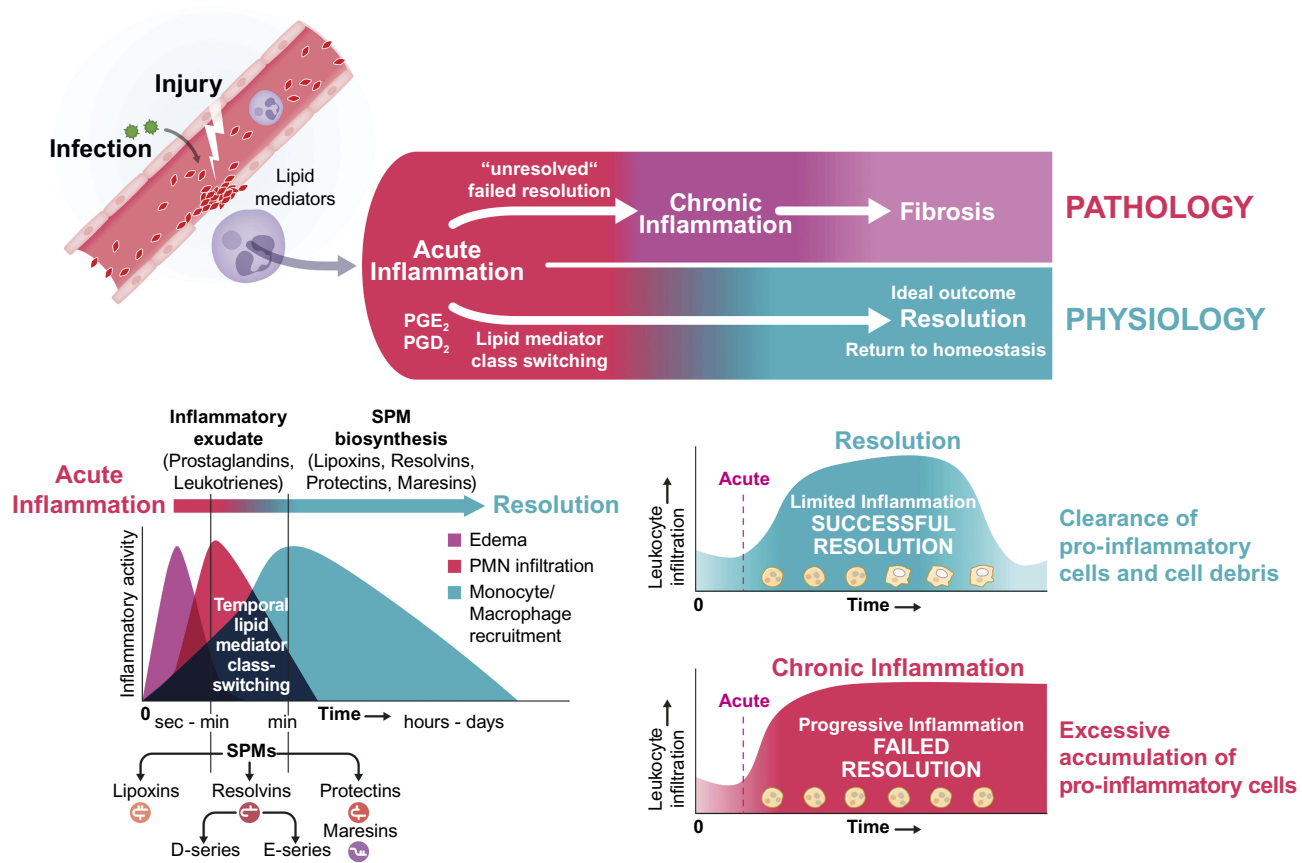 Injury
Infection
Lipid
mediators
“unresolved“
failed resolution
Chronic
Inflammation
Fibrosis
PATHOLOGY
Acute
Inflammation
PGE2
PGD2
Lipid mediator
class switching
Ideal outcome
Resolution
Return to homeostasis
PHYSIOLOGY
Inflammatory
exudate
(Prostaglandins,
Leukotrienes)
SPM
biosynthesis
(Lipoxins, Resolvins,
Protectins, Maresins)
Acute
Inflammation
Resolution
Inflammatory activity
Edema
PMN infiltration
Monocyte/
Macrophage
recruitment
Temporal
lipid
mediator
class-
switching
0
sec - min
min
Time
hours - days
SPMs
Lipoxins
Resolvins
Protectins
Maresins
D-series
E-series
Resolution
Leukocyte
infiltration
Acute
Limited Inflammation
SUCCESSFUL
RESOLUTION
0
Time
Clearance of
pro-inflammatory
cells and cell debris
Chronic Inflammation
Leukocyte
infiltration
Acute
Progressive Inflammation
FAILED
RESOLUTION
0
Time
Excessive
accumulation of
pro-inflammatory cells